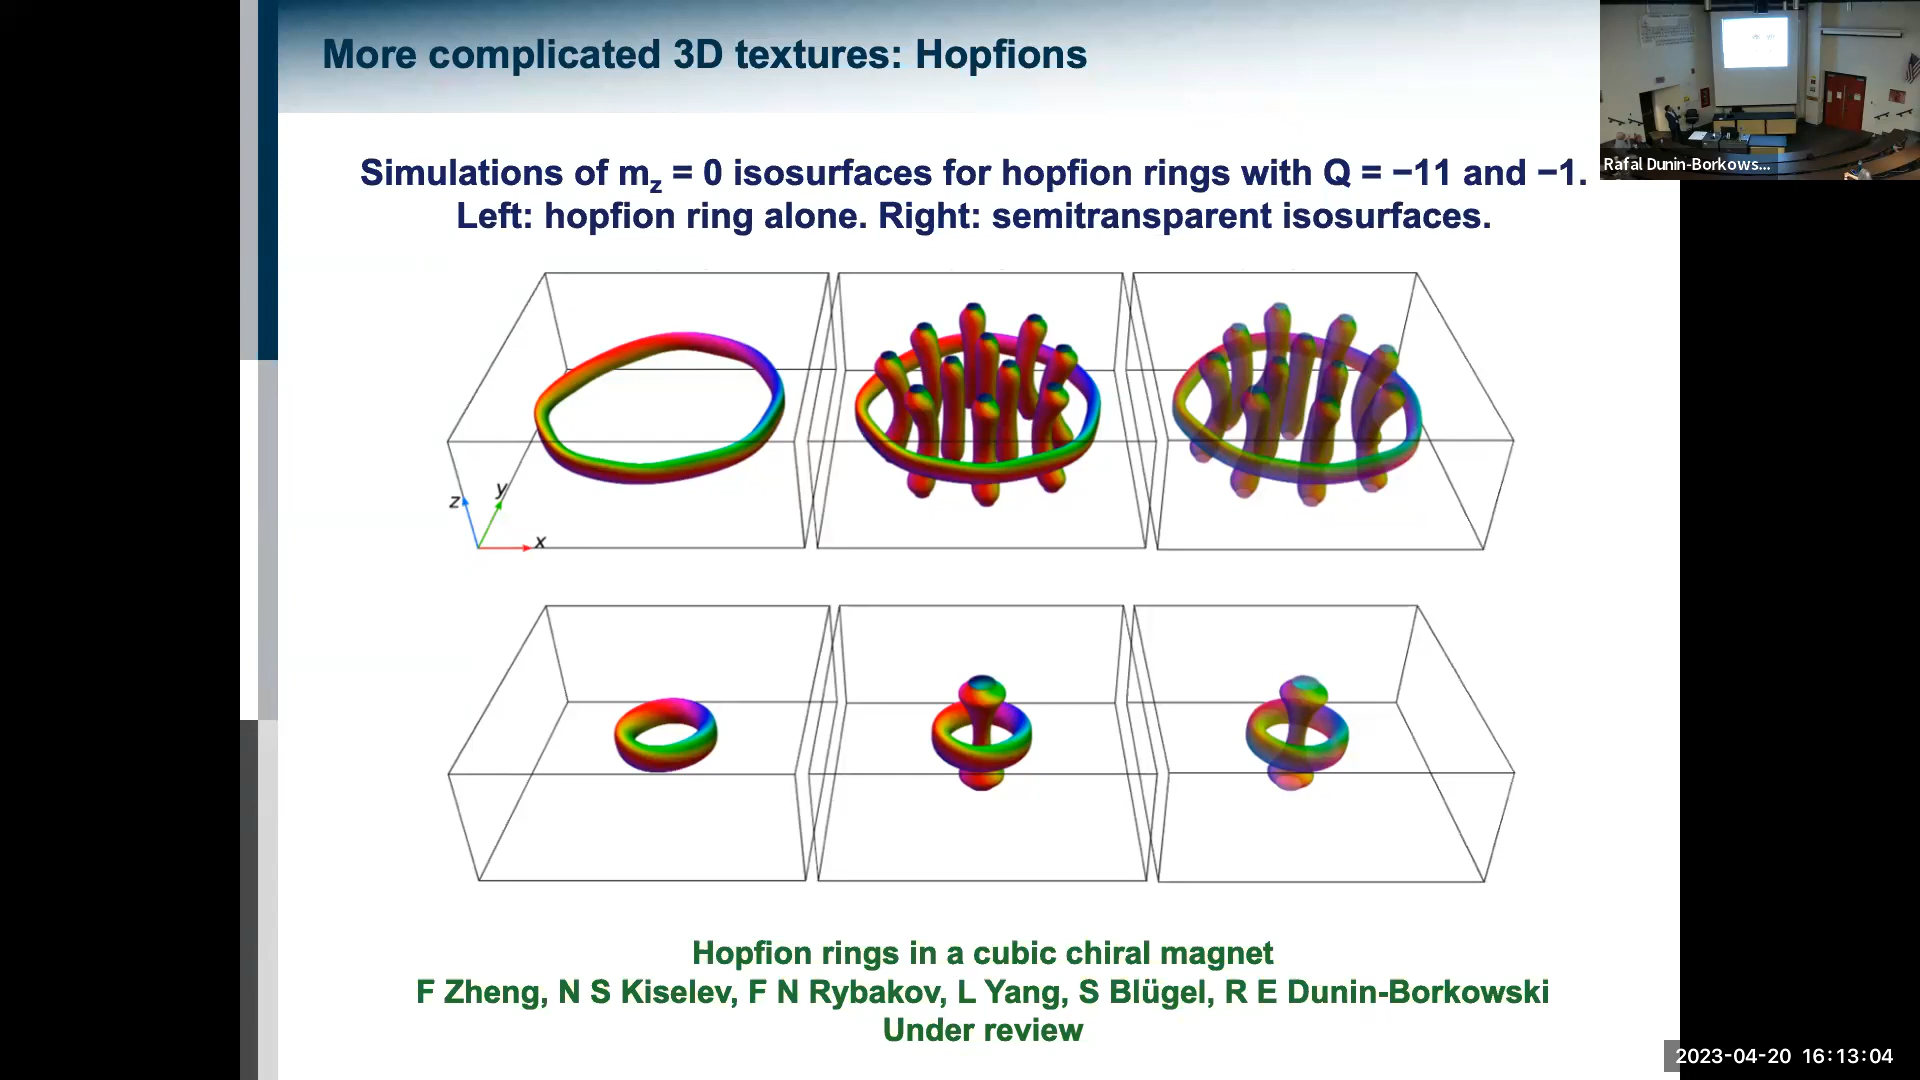 More complicated 3D textures: Hopfions
Rafal Dunin-Borkows...
Simulations of mz = 0 isosurfaces for hopfion rings with Q = −11 and −1.
Left: hopfion ring alone. Right: semitransparent isosurfaces.
z
y
x
Hopfion rings in a cubic chiral magnet
F Zheng, N S Kiselev, F N Rybakov, L Yang, S Blügel, R E Dunin-Borkowski
Under review
2023-04-20 16:13:04